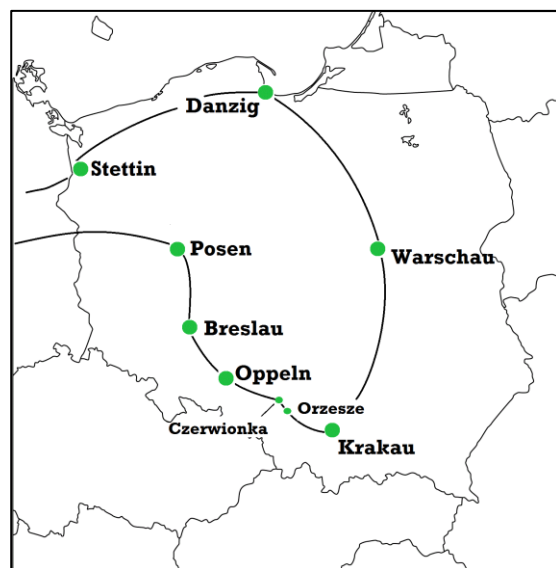 Danzig
Stettin
Posen
Warschau
Breslau
Oppeln
Orzesze
Czerwionka
Krakau